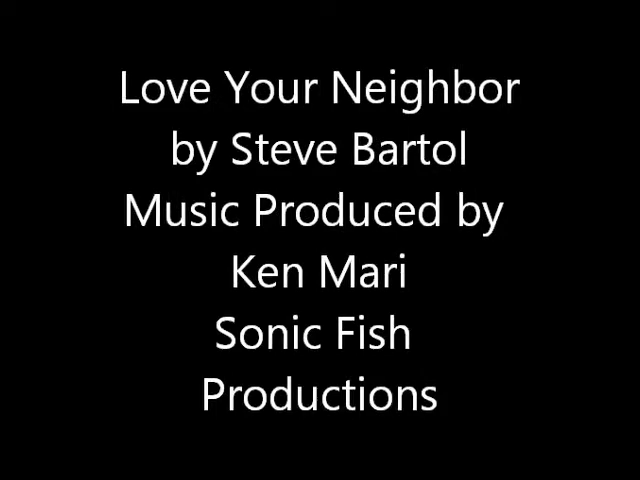 Love Your Neighbor
by Steve Bartol
Music Produced by
Ken Mari
Sonic Fish
Productions